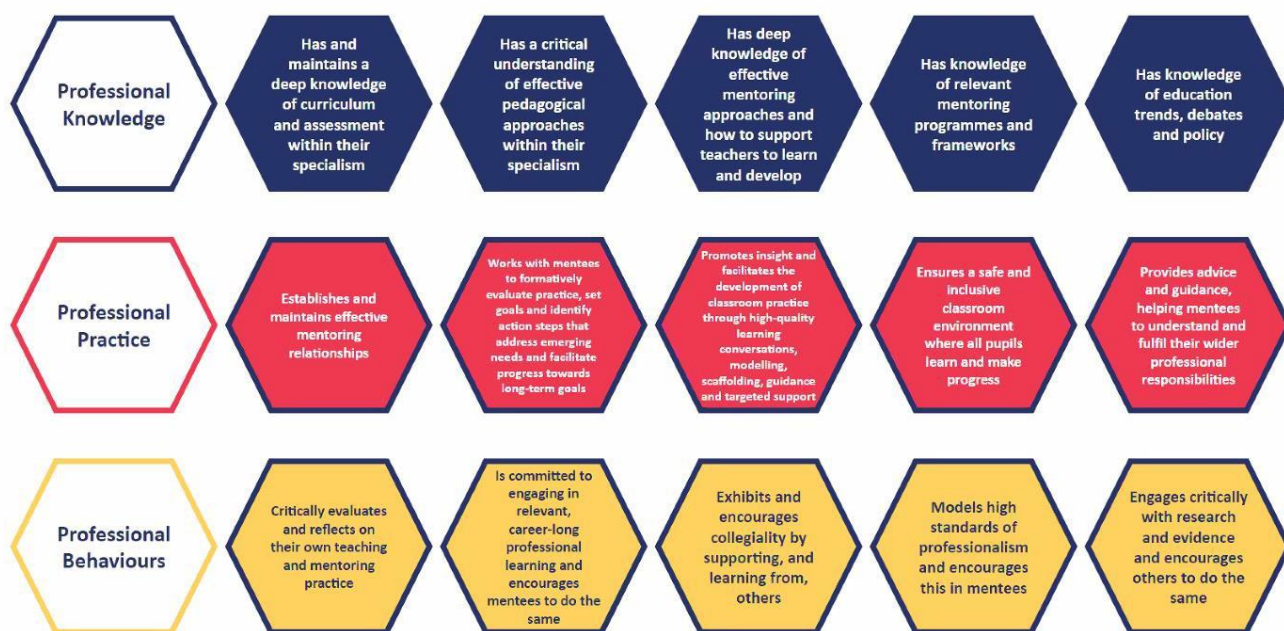 Professional
Knowledge
Has and
maintains a
deep knowledge
of curriculum
and assessment
within their
specialism
Has a critical
understanding
of effective
pedagogical
approaches
within their
specialism
Has deep
knowledge of
effective
mentoring
approaches and
how to support
teachers to learn
and develop
Has knowledge
of relevant
mentoring
programmes and
frameworks
Has knowledge
of education
trends, debates
and policy
Professional
Practice
Establishes and
maintains effective
mentoring
relationships
Works with mentees
to formatively
evaluate practice, set
goals and identify
action steps that
address emerging
needs and facilitate
progress towards
long-term goals
Promotes insight and
facilitates the
development of
classroom practice
through high-quality
learning
conversations,
modelling,
scaffolding, guidance
and targeted support
Ensures a safe and
inclusive
classroom
environment
where all pupils
learn and make
progress
Provides advice
and guidance,
helping mentees
to understand and
fulfil their wider
professional
responsibilities
Professional
Behaviours
Critically evaluates
and reflects on
their own teaching
and mentoring
practice
Is committed to
engaging in
relevant,
career-long
professional
learning and
encourages
mentees to do the
same
Exhibits and
encourages
collegiality by
supporting, and
learning from,
others
Models high
standards of
professionalism
and encourages
this in mentees
Engages critically
with research
and evidence
and encourages
others to do the
same